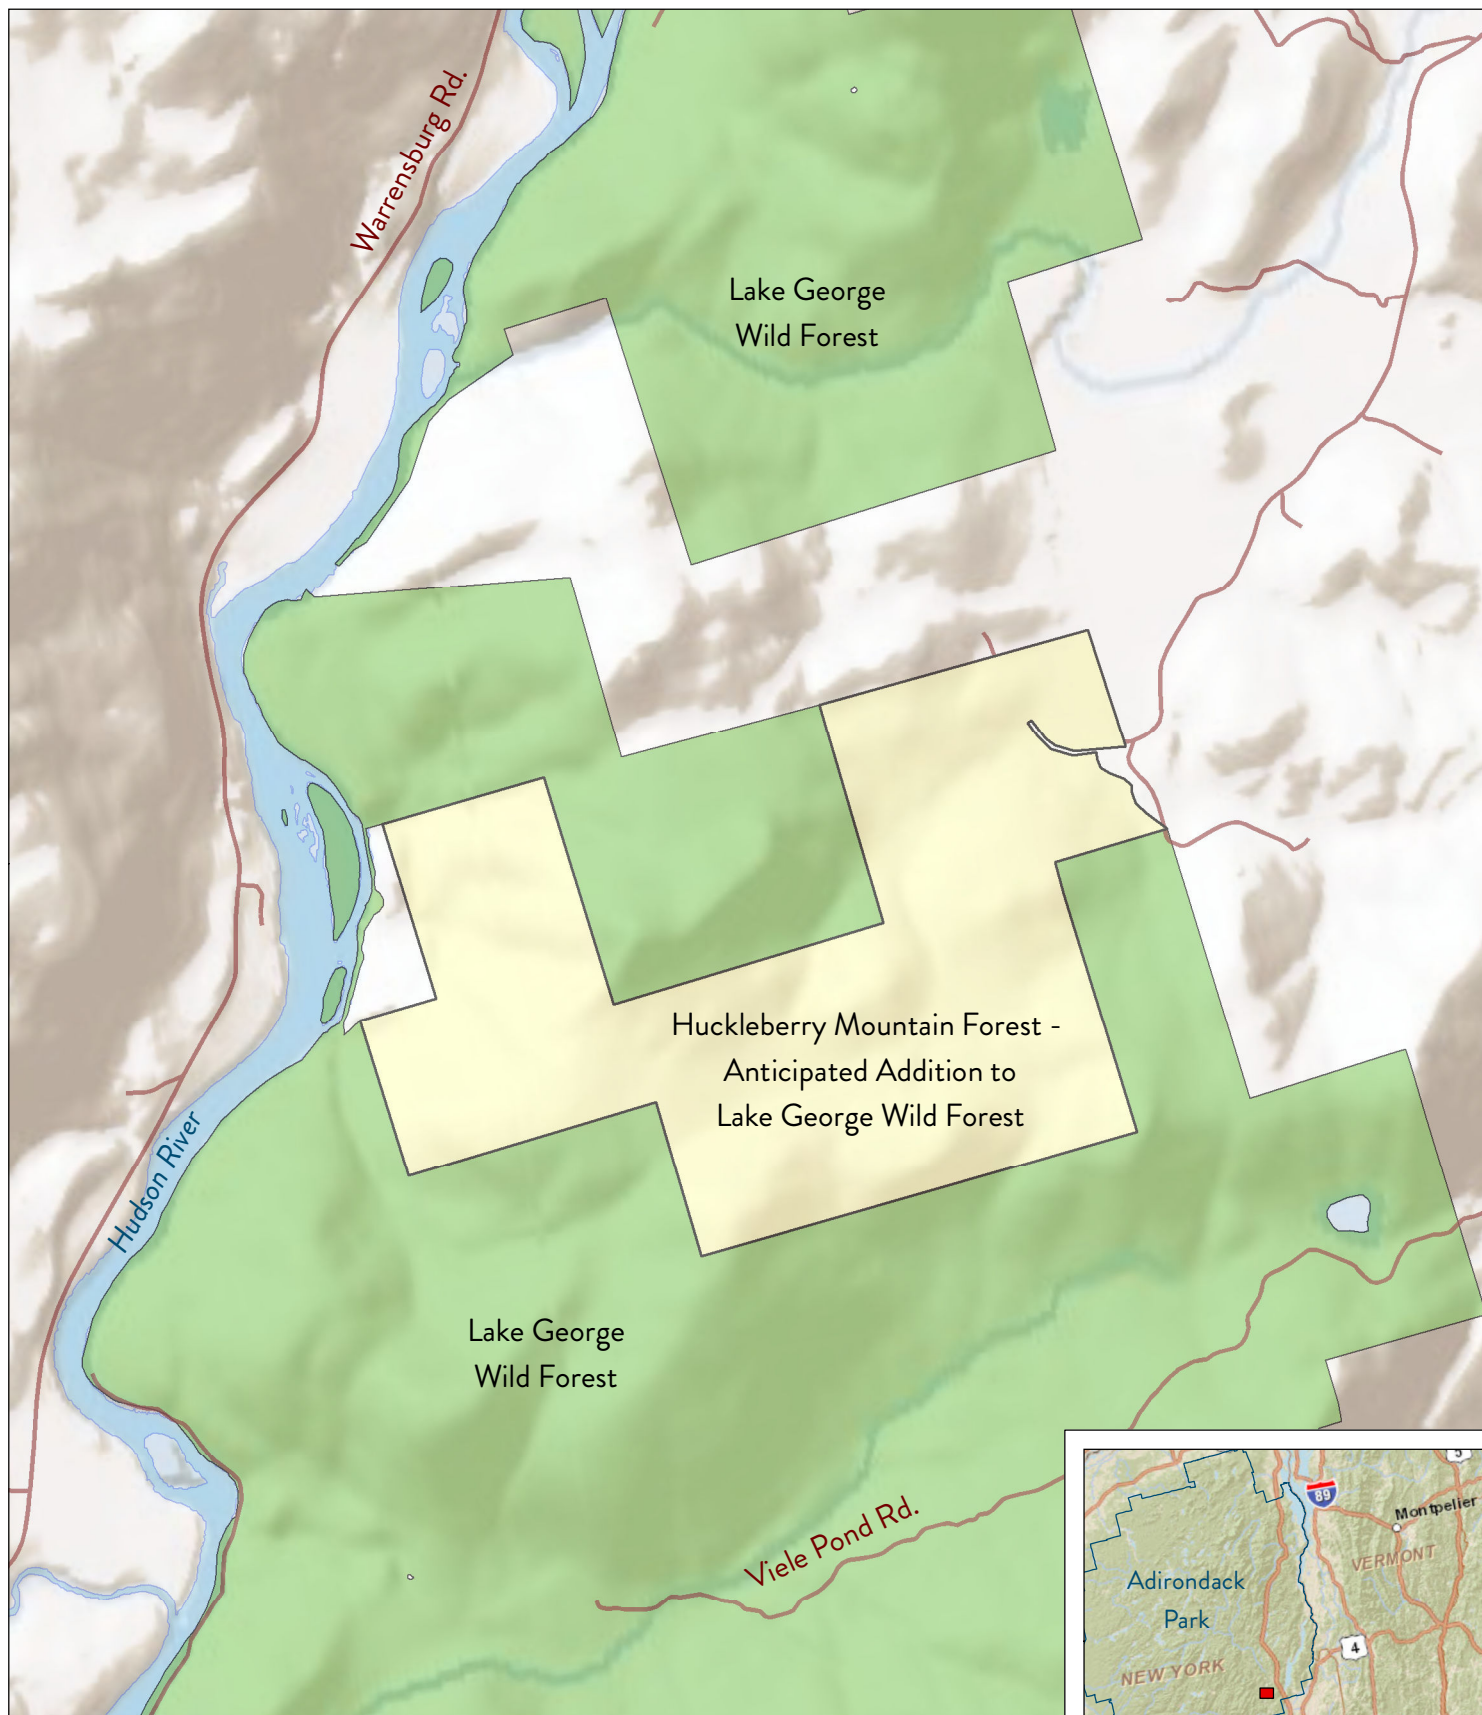 Warrensburg Rd.
Lake George
Wild Forest
Huckleberry Mountain Forest -
Anticipated Addition to
Lake George Wild Forest
Hudson River
Lake George
Wild Forest
Viele Pond Rd.
5
89
Montpelier
VERMONT
Adirondack
Park
4
NEW YORK